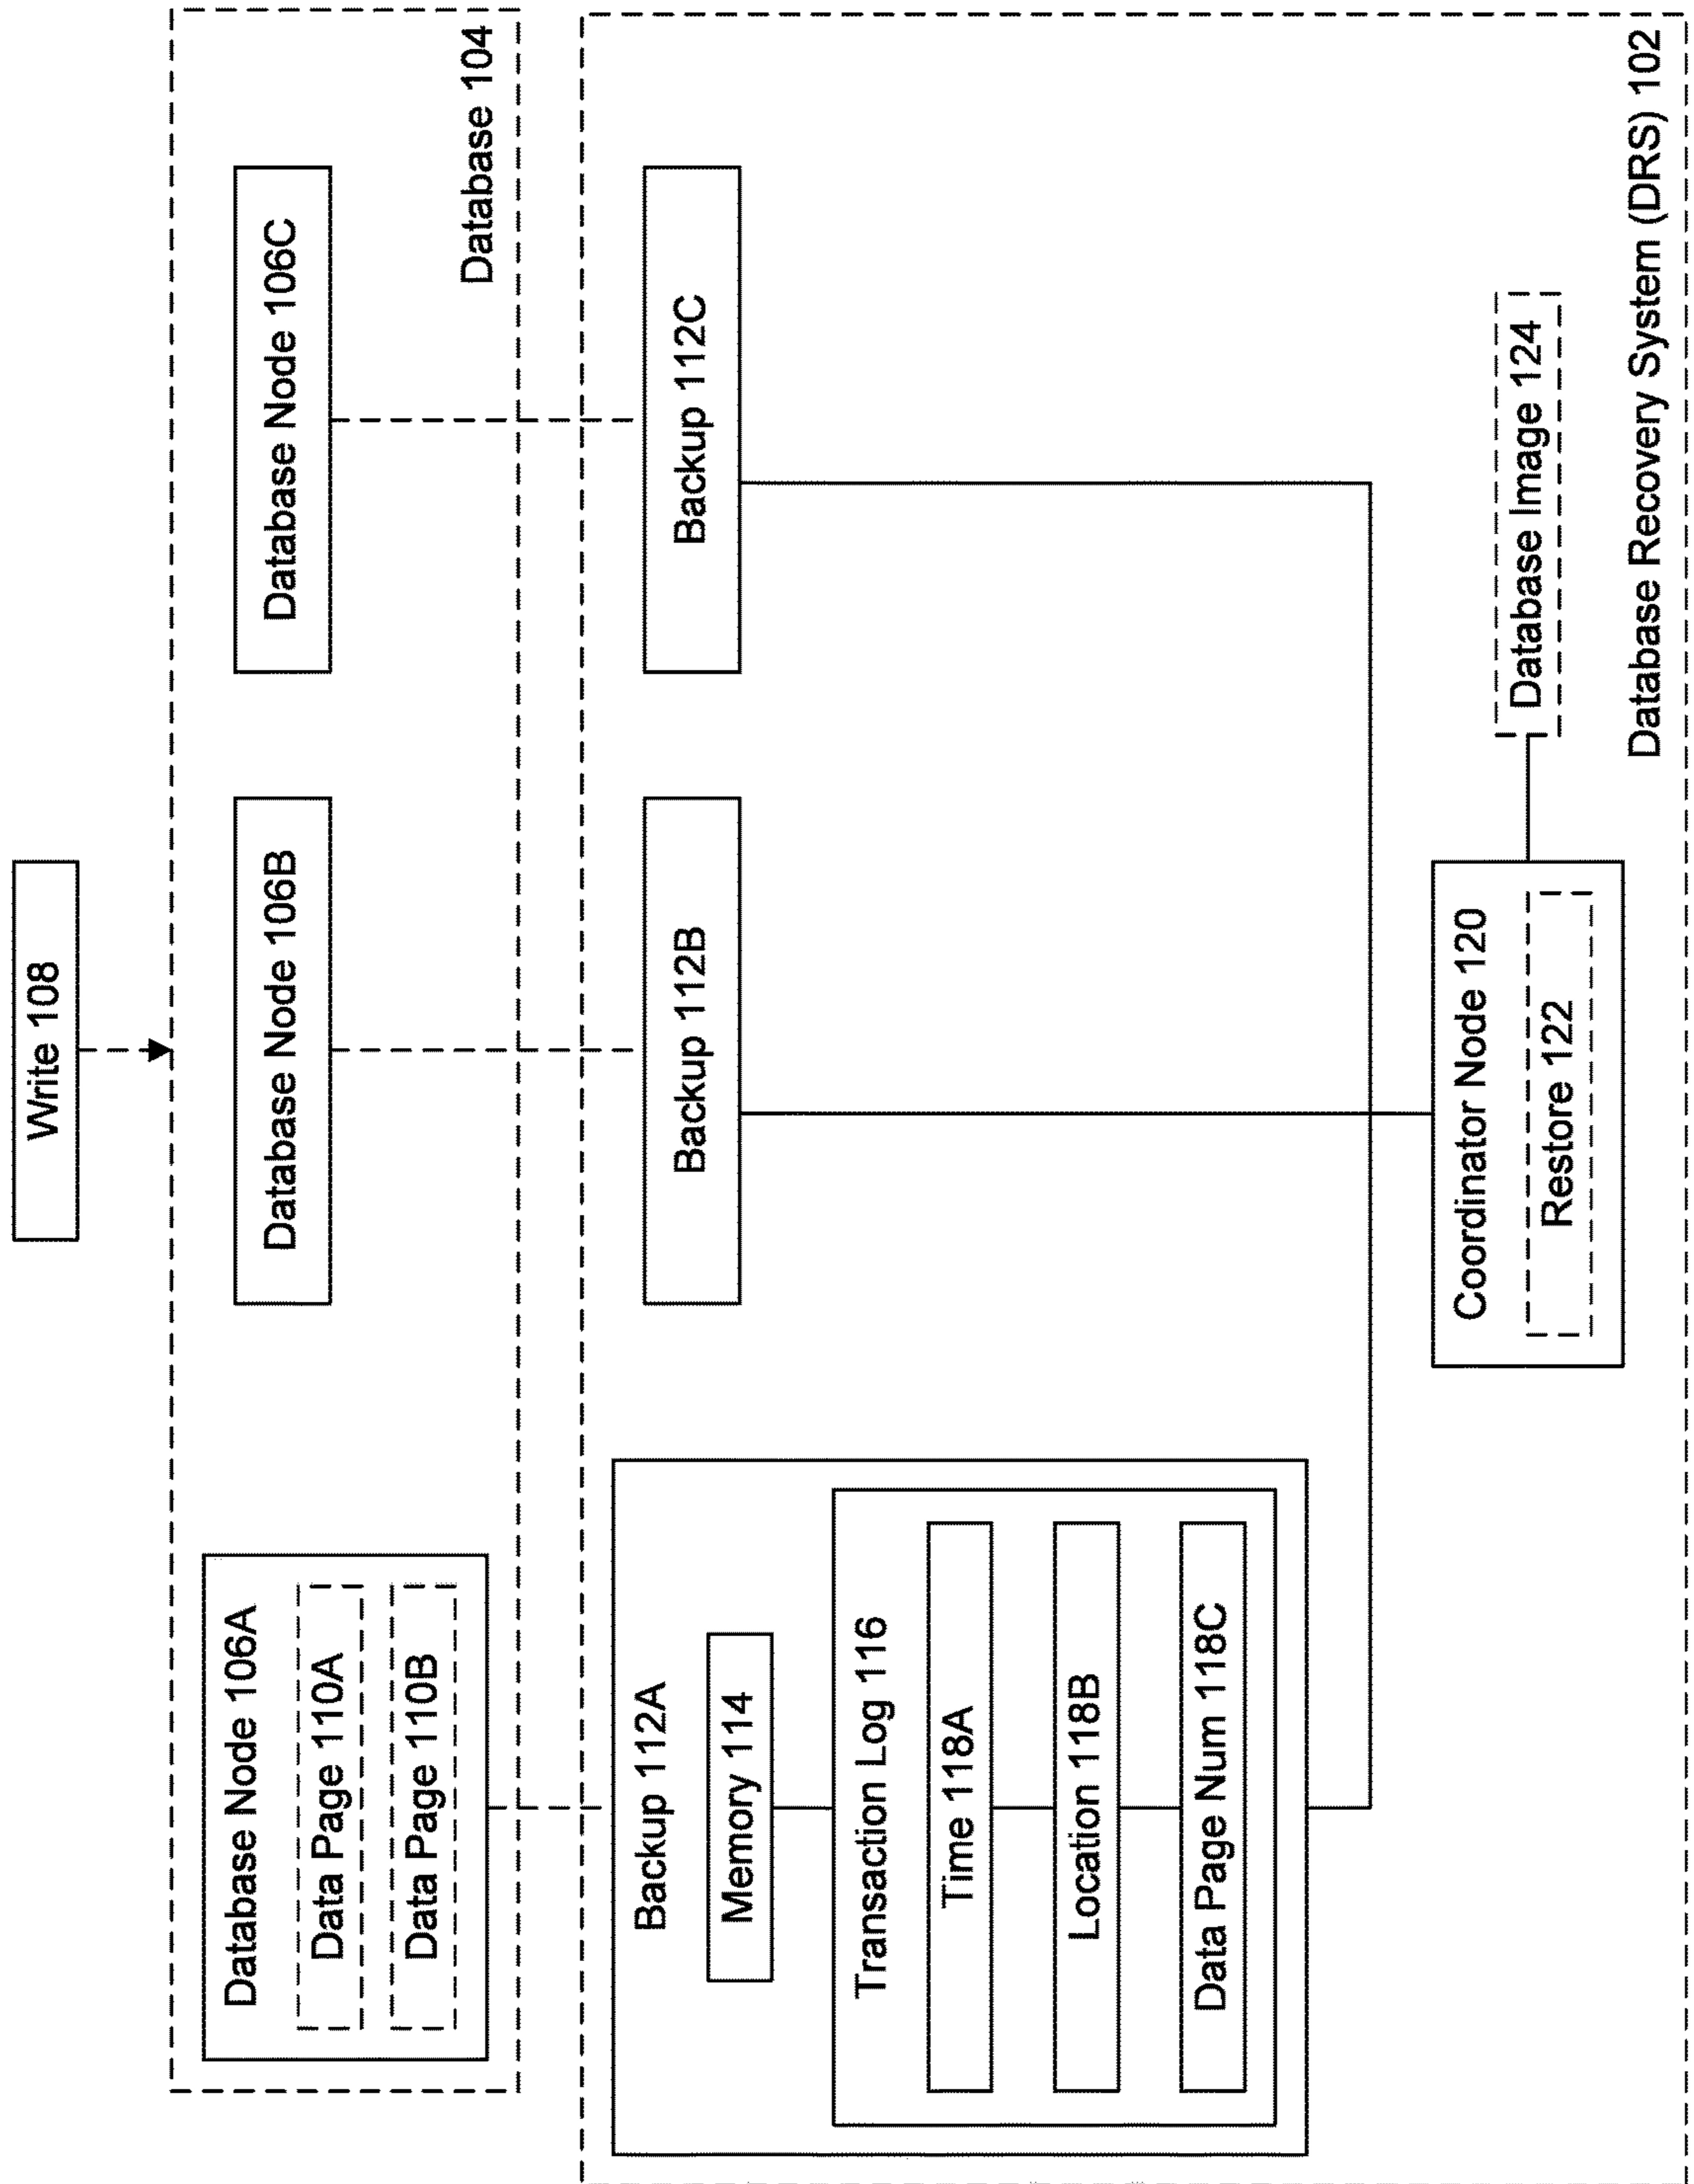 Write 108
Database Node 106A
Data Page 110A
Data Page 110B
Database Node 106B
Database Node 106C
Database 104
Backup 112A
Memory 114
Transaction Log 116
Time 118A
Location 118B
Data Page Num 118C
Backup 112B
Backup 112C
Coordinator Node 120
Restore 122
Database Image 124
Database Recovery System (DRS) 102